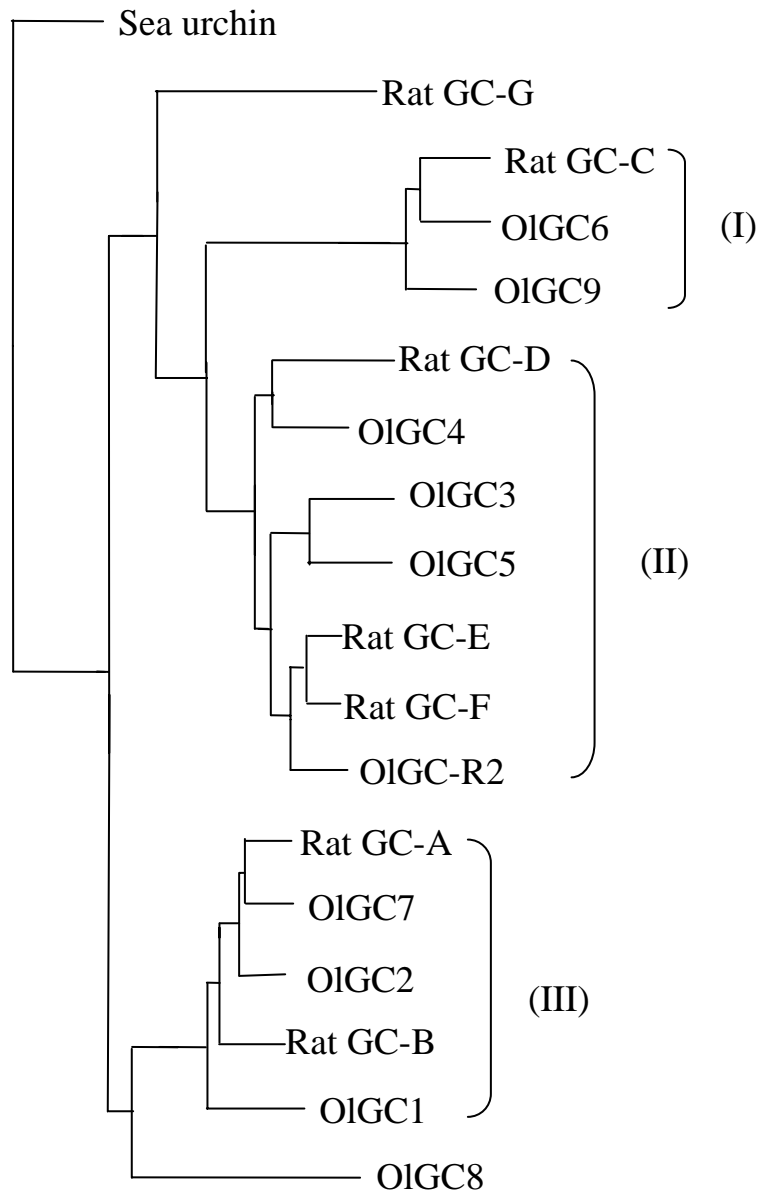 Sea urchin
Rat GC-G
Rat GC-C
OlGC6
(I)
OlGC9
Rat GC-D
OlGC4
OlGC3
OlGC5
(II)
Rat GC-E
Rat GC-F
OlGC-R2
Rat GC-A
OlGC7
OlGC2
(III)
Rat GC-B
OlGC1
OlGC8